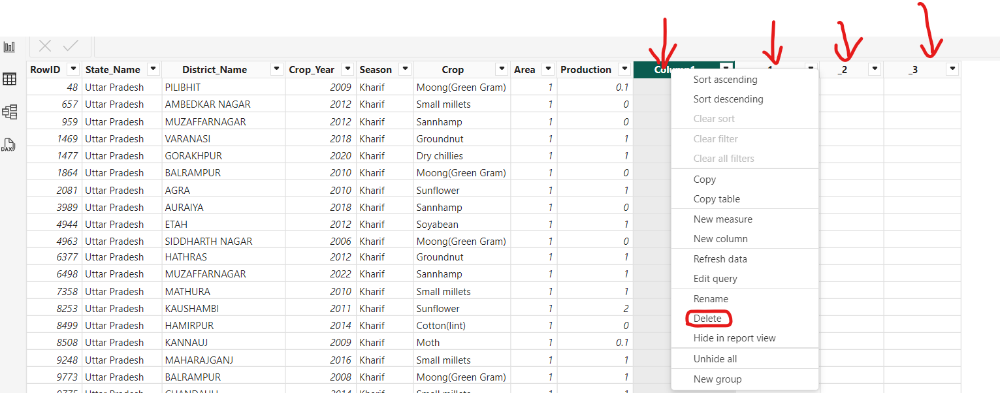 RowID State_Name District_Name Crop_Year Season Crop Area Production Column1 _1 _2 _3
48 Uttar Pradesh PILIBHIT 2009 Kharif Moong(Green Gram) 1 0.1
657 Uttar Pradesh AMBEDKAR NAGAR 2012 Kharif Small millets 1 0
959 Uttar Pradesh MUZAFFARNAGAR 2012 Kharif Sannhamp 1 0
1469 Uttar Pradesh VARANASI 2018 Kharif Groundnut 1 1
1477 Uttar Pradesh GORAKHPUR 2020 Kharif Dry chillies 1 1
1864 Uttar Pradesh BALRAMPUR 2010 Kharif Moong(Green Gram) 1 0
2081 Uttar Pradesh AGRA 2010 Kharif Sunflower 1 1
3989 Uttar Pradesh AURAIYA 2018 Kharif Sannhamp 1 0
4944 Uttar Pradesh ETAH 2012 Kharif Soyabean 1 1
4963 Uttar Pradesh SIDDHARTH NAGAR 2006 Kharif Moong(Green Gram) 1 0
6377 Uttar Pradesh HATHRAS 2012 Kharif Groundnut 1 1
6498 Uttar Pradesh MUZAFFARNAGAR 2022 Kharif Sannhamp 1 1
7358 Uttar Pradesh MATHURA 2010 Kharif Small millets 1 1
8253 Uttar Pradesh KAUSHAMBI 2011 Kharif Sunflower 1 2
8499 Uttar Pradesh HAMIRPUR 2014 Kharif Cotton(lint) 1 0
8508 Uttar Pradesh KANNAUJ 2009 Kharif Moth 1 0.1
9248 Uttar Pradesh MAHARAJGANJ 2016 Kharif Small millets 1 1
9773 Uttar Pradesh BALRAMPUR 2008 Kharif Moong(Green Gram) 1 1
Sort ascending
Sort descending
Clear sort
Clear filter
Clear all filters
Copy
Copy table
New measure
New column
Refresh data
Edit query
Rename
Delete
Hide in report view
Unhide all
New group
DAX